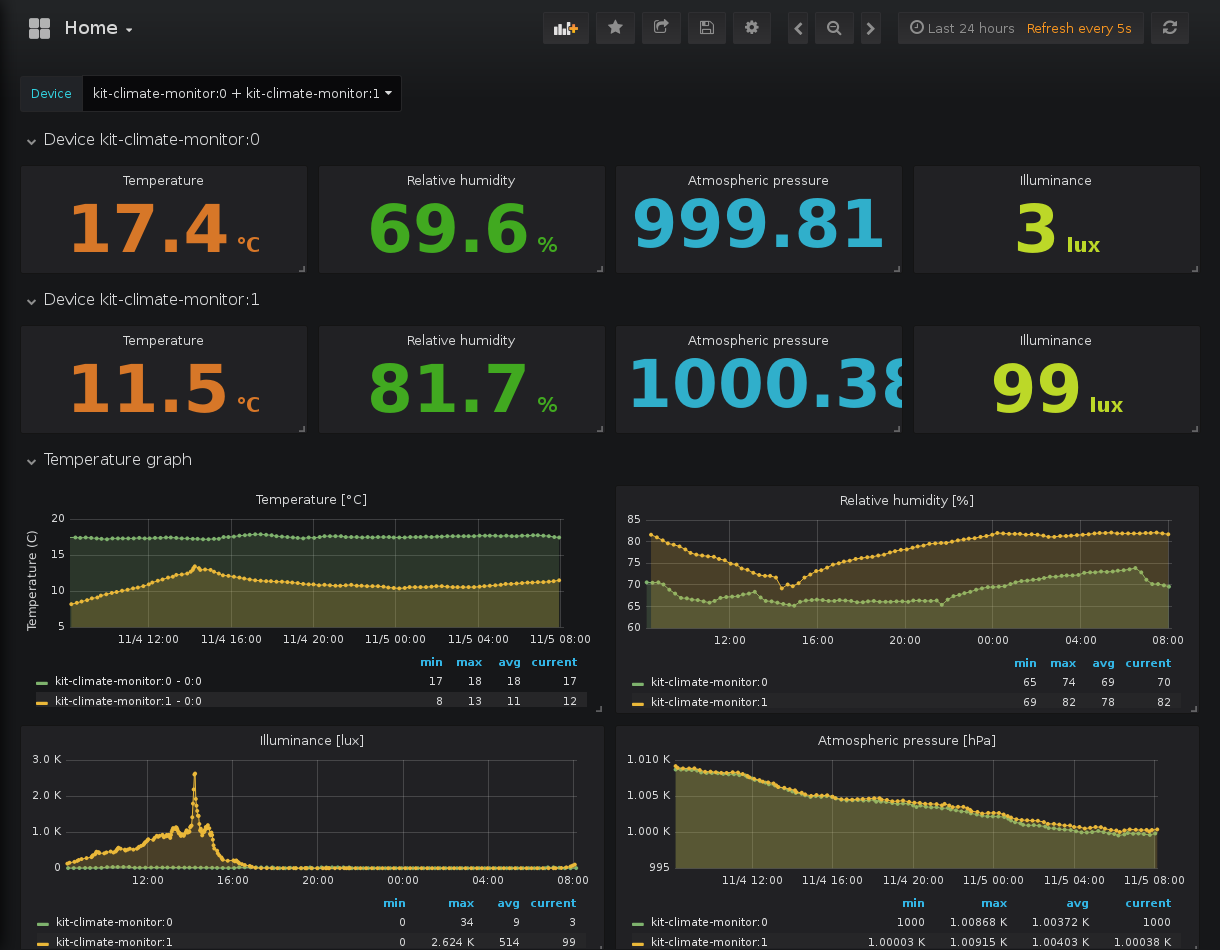 Home
Last 24 hours Refresh every 5s
Device kit-climate-monitor:0 + kit-climate-monitor:1
Device kit-climate-monitor:0
Temperature Relative humidity Atmospheric pressure Illuminance
17.4 °C 69.6 % 999.81 3 lux
Device kit-climate-monitor:1
Temperature Relative humidity Atmospheric pressure Illuminance
11.5 °C 81.7 % 1000.38 99 lux
Temperature graph
Temperature [°C]
Temperature (C)
20
15
10
5
11/4 12:00 11/4 16:00 11/4 20:00 11/5 00:00 11/5 04:00 11/5 08:00
min max avg current
kit-climate-monitor:0 - 0:0 17 18 18 17
kit-climate-monitor:1 - 0:0 8 13 11 12
Relative humidity [%]
85
80
75
70
65
60
12:00 16:00 20:00 00:00 04:00 08:00
min max avg current
kit-climate-monitor:0 65 74 69 70
kit-climate-monitor:1 69 82 78 82
Illuminance [lux]
3.0 K
2.0 K
1.0 K
0
12:00 16:00 20:00 00:00 04:00 08:00
min max avg current
kit-climate-monitor:0 0 34 9 3
kit-climate-monitor:1 0 2.624 K 514 99
Atmospheric pressure [hPa]
1.010 K
1.005 K
1.000 K
995
11/4 12:00 11/4 16:00 11/4 20:00 11/5 00:00 11/5 04:00 11/5 08:00
min max avg current
kit-climate-monitor:0 1000 1.00868 K 1.00372 K 1000
kit-climate-monitor:1 1.00003 K 1.00915 K 1.00403 K 1.00038 K